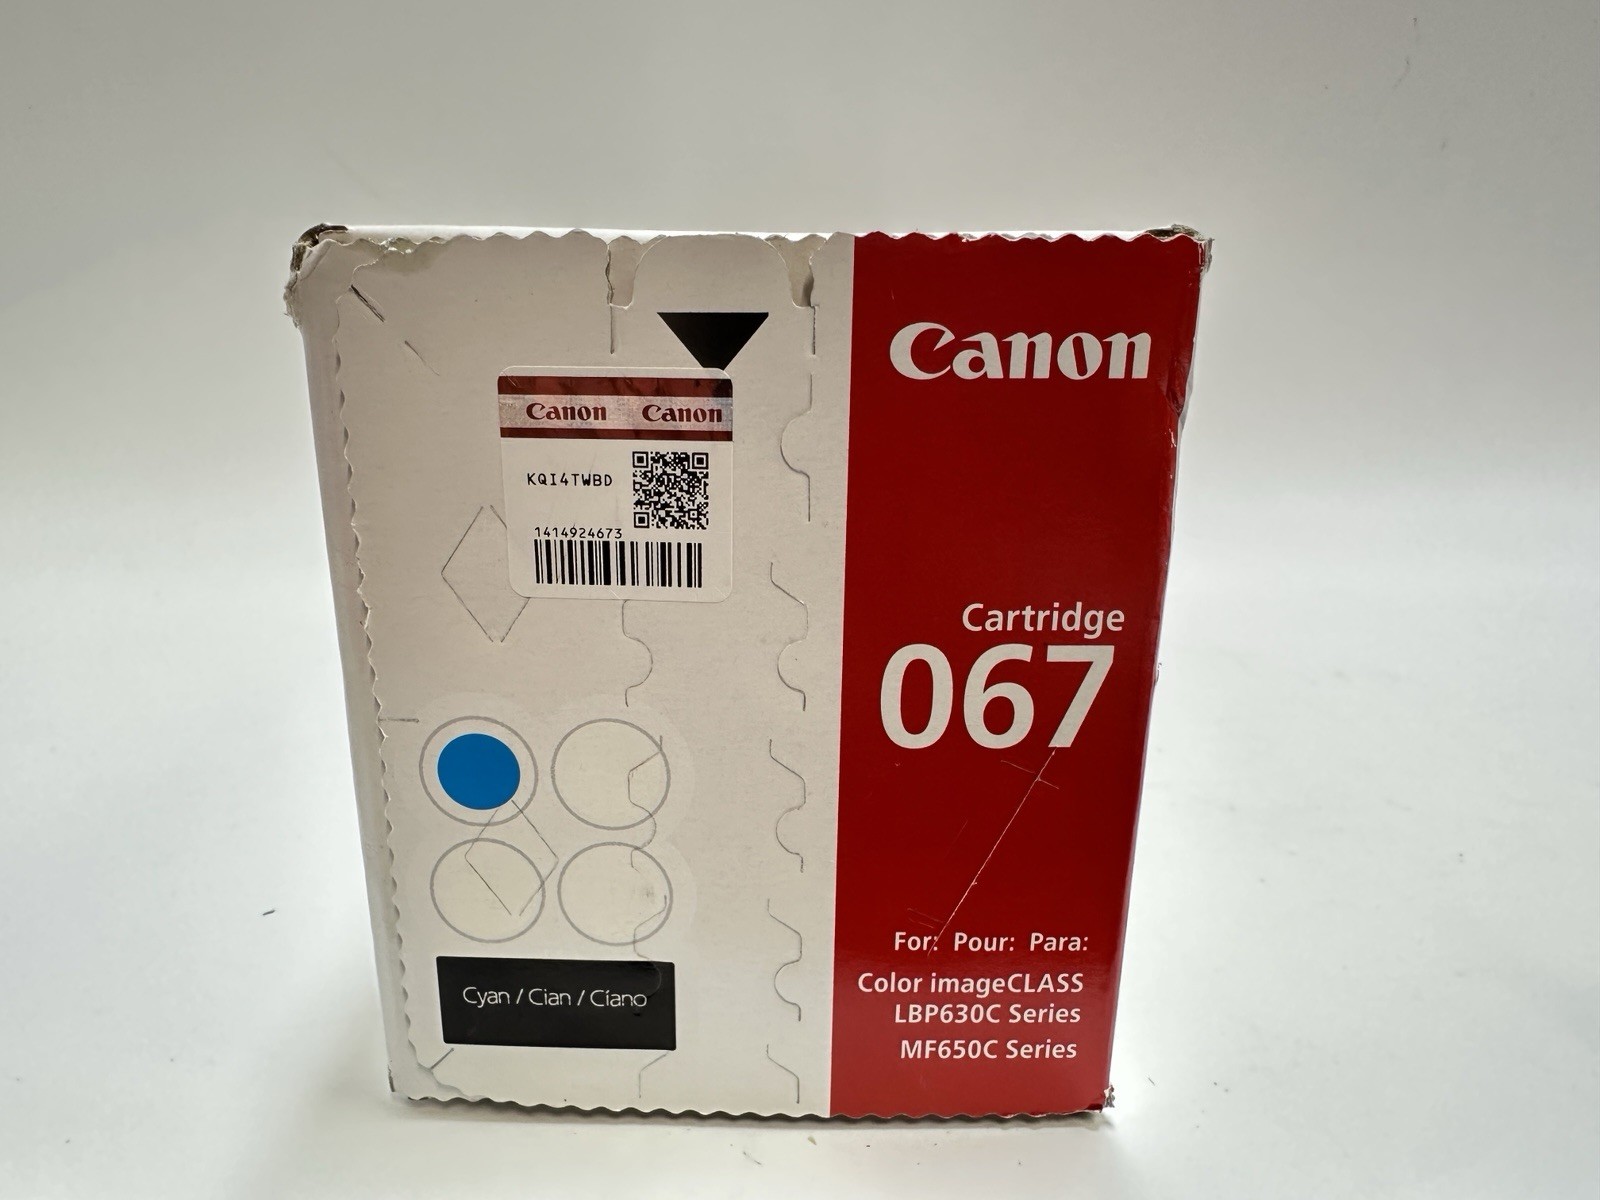 Canon Canon
KQI4TWBD
1414924673
Cyan / Cian / Cíano
Canon
Cartridge
067
For: Pour: Para:
Color imageCLASS
LBP630C Series
MF650C Series